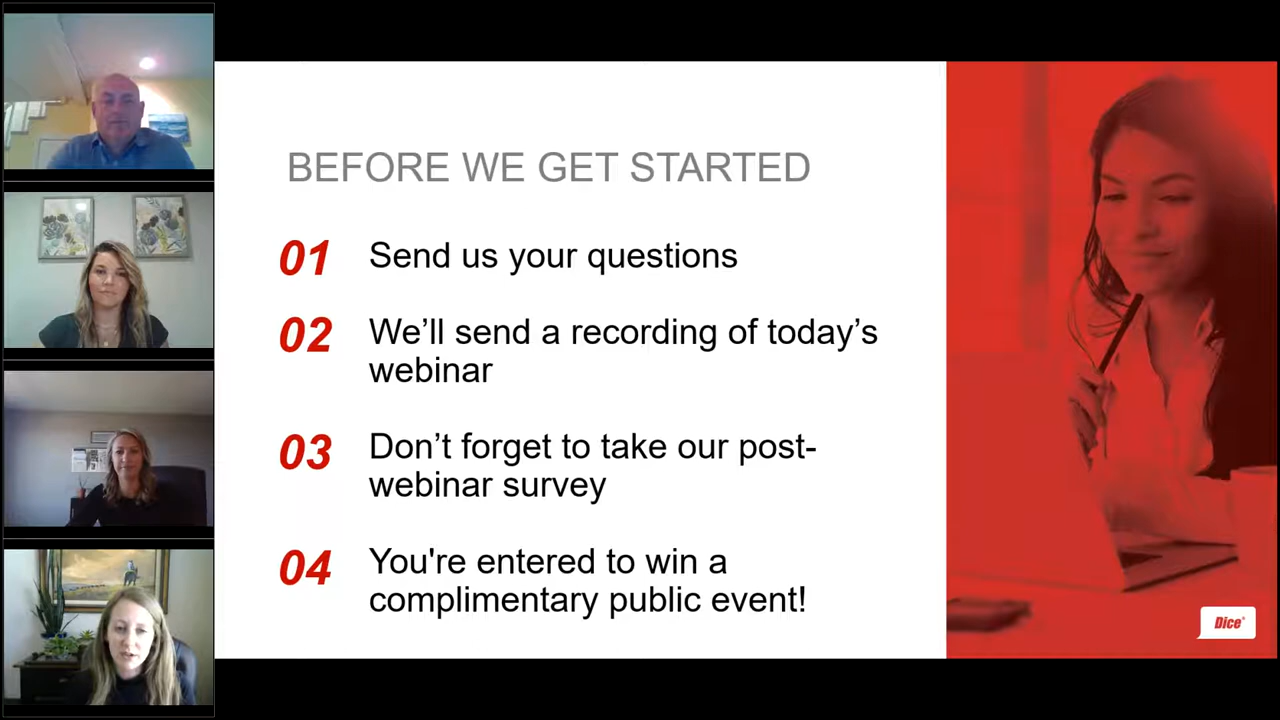 BEFORE WE GET STARTED
01 Send us your questions
02 We'll send a recording of today's
webinar
03 Don't forget to take our post-
webinar survey
04 You're entered to win a
complimentary public event!
Dice